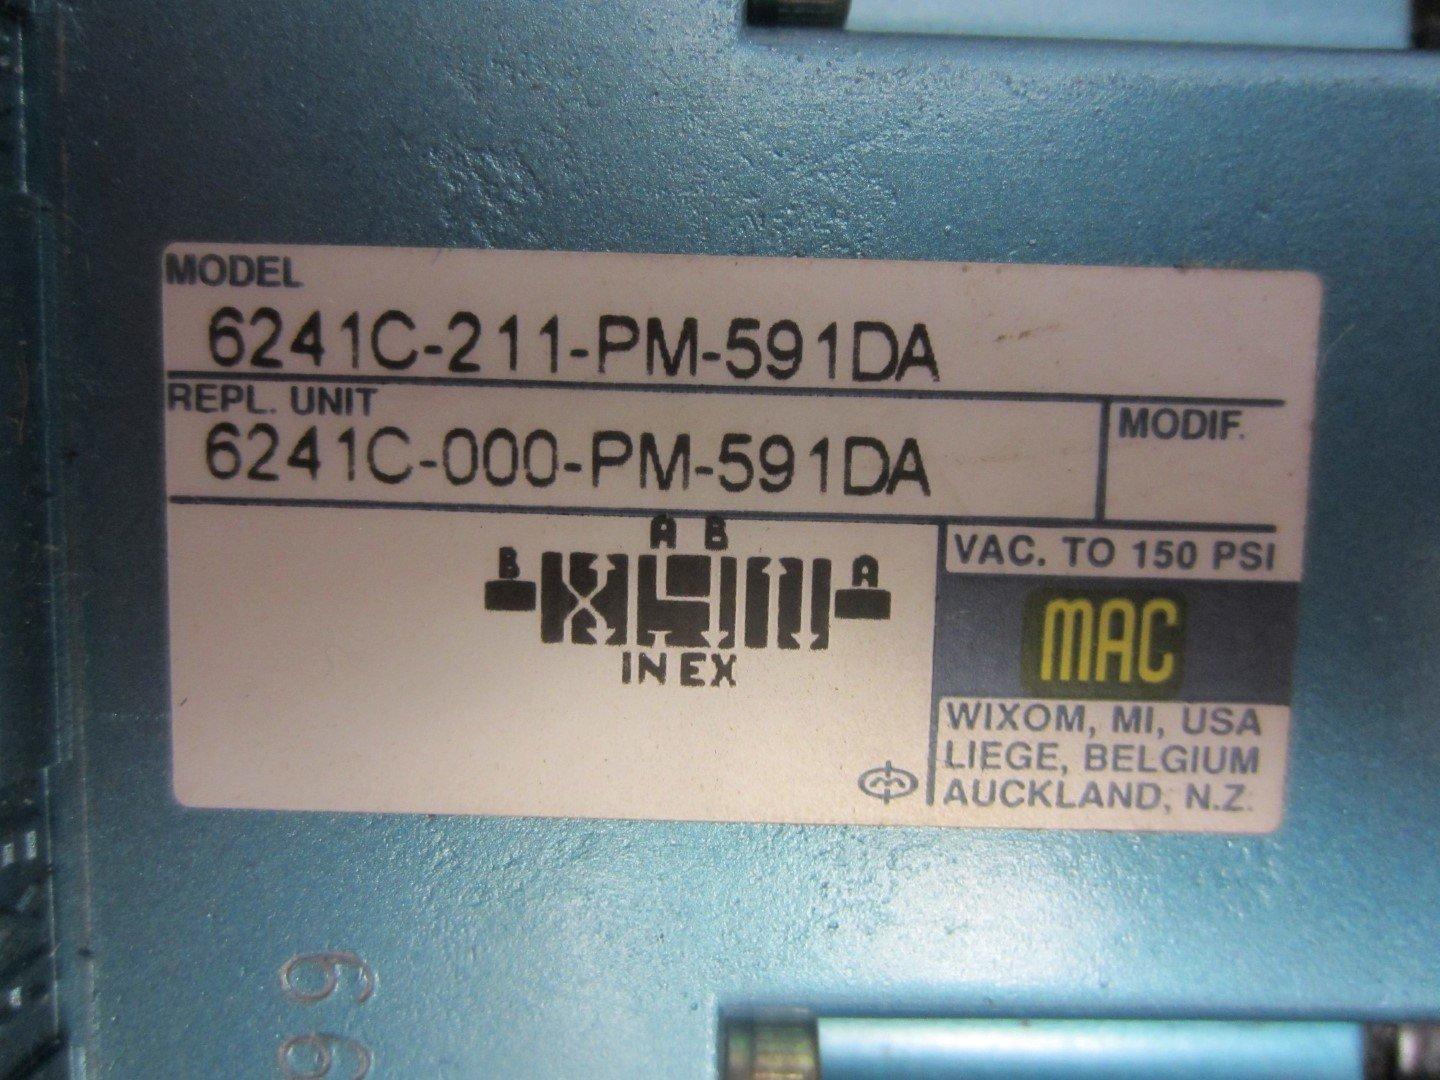 MODEL
6241C-211-PM-591DA
REPL. UNIT
6241C-000-PM-591DA
MODIF.
A B
B
A
IN EX
VAC. TO 150 PSI
MAC
WIXOM, MI, USA
LIEGE, BELGIUM
AUCKLAND, N.Z.